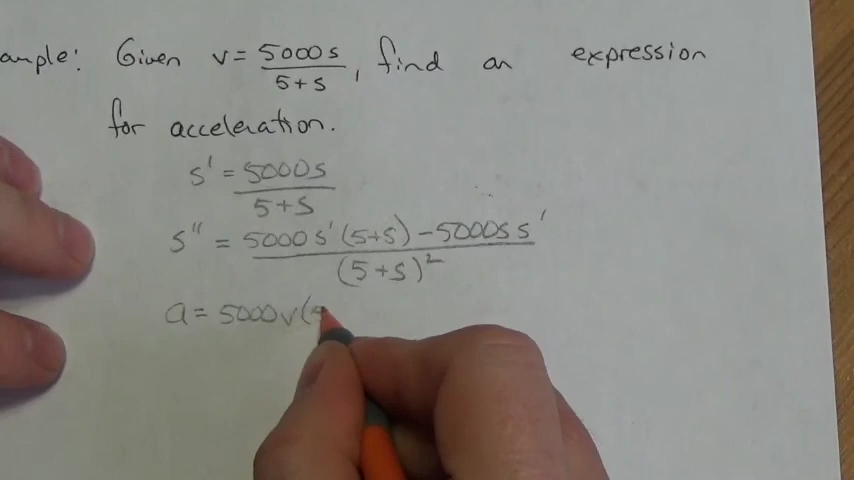 ample: Given v = 5000s / 5+s, find an expression
for acceleration.
s' = 5000s / 5+s
s'' = 5000s'(5+s) - 5000s s' / (5+s)²
a = 5000v(